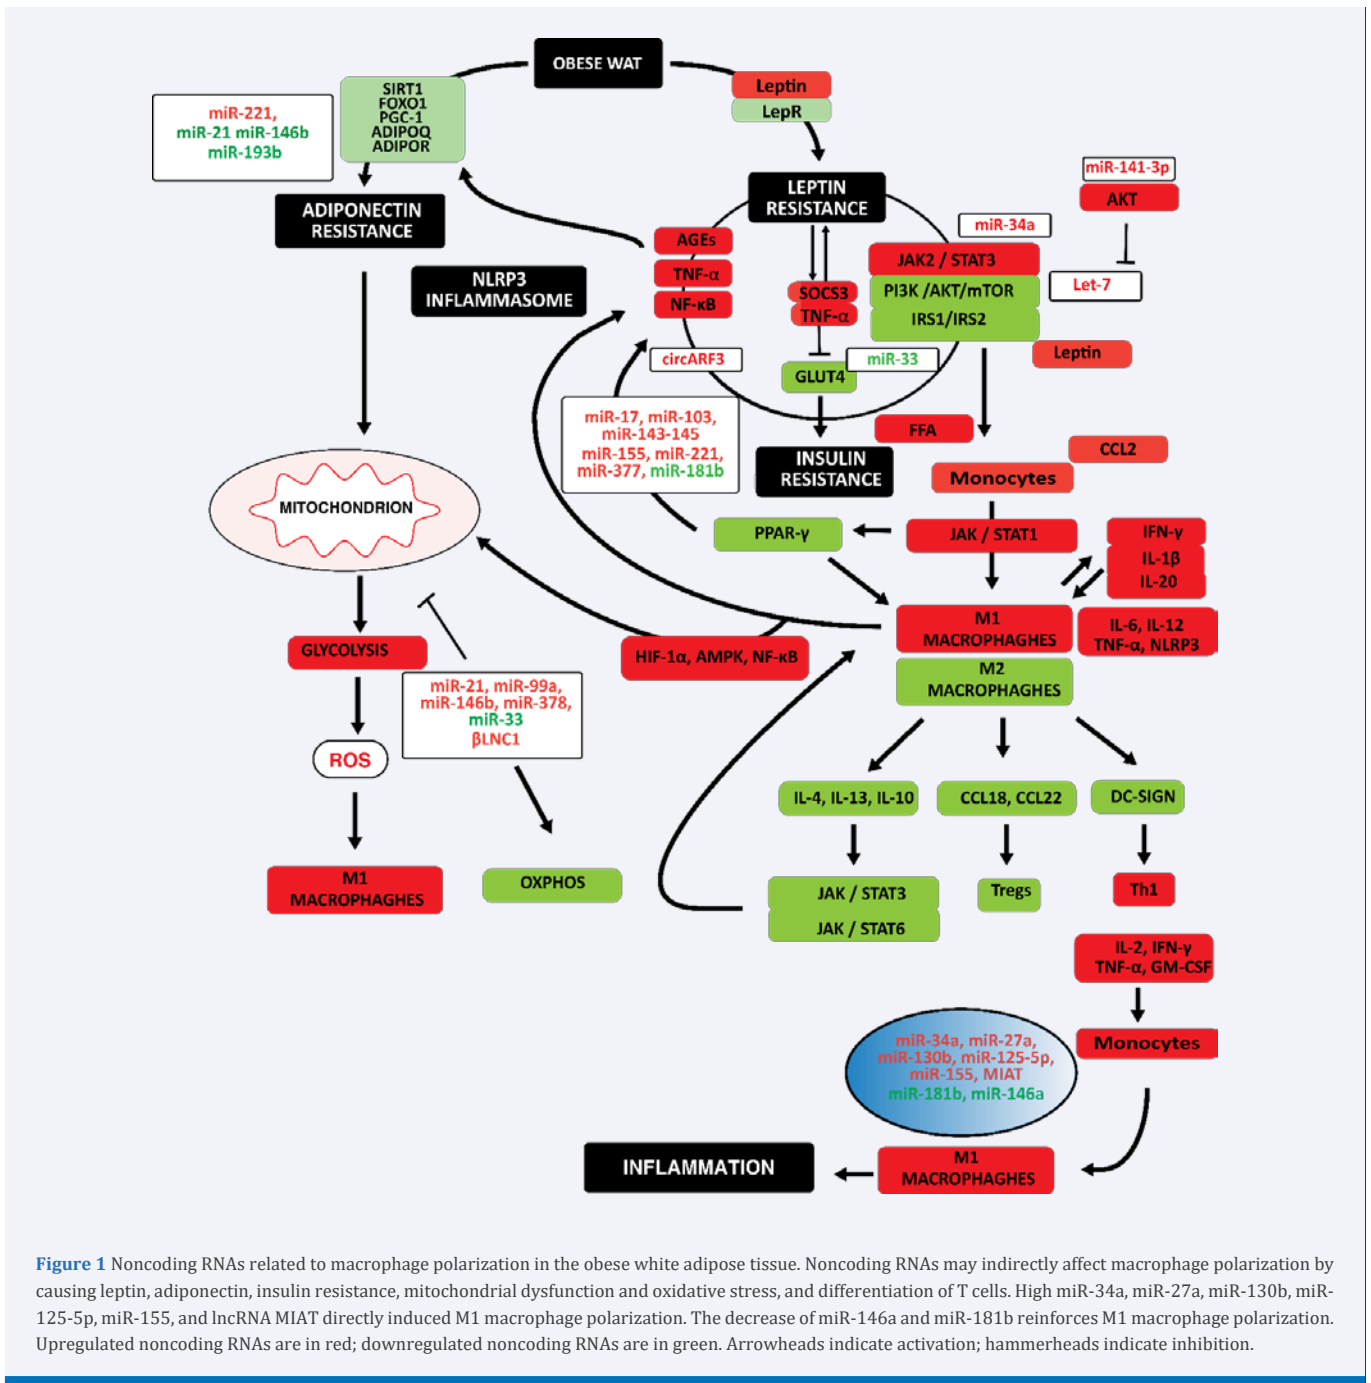 OBESE WAT
SIRT1
FOXO1
PGC-1
ADIPOQ
ADIPOR
miR-221,
miR-21 miR-146b
miR-193b
Leptin
LepR
ADIPONECTIN
RESISTANCE
LEPTIN
RESISTANCE
miR-141-3p
AKT
miR-34a
Let-7
NLRP3
INFLAMMASOME
AGEs
TNF-α
NF-κB
SOCS3
TNF-α
JAK2 / STAT3
PI3K /AKT/mTOR
IRS1/IRS2
Leptin
circARF3
GLUT4
miR-33
miR-17, miR-103,
miR-143-145
miR-155, miR-221,
miR-377, miR-181b
FFA
INSULIN
RESISTANCE
CCL2
Monocytes
MITOCHONDRION
PPAR-γ
JAK / STAT1
IFN-γ
IL-1β
IL-20
M1
MACROPHAGHES
IL-6, IL-12
TNF-α, NLRP3
M2
MACROPHAGHES
GLYCOLYSIS
HIF-1α, AMPK, NF-κB
miR-21, miR-99a,
miR-146b, miR-378,
miR-33
βLNC1
ROS
IL-4, IL-13, IL-10
CCL18, CCL22
DC-SIGN
M1
MACROPHAGHES
OXPHOS
JAK / STAT3
JAK / STAT6
Tregs
Th1
IL-2, IFN-γ
TNF-α, GM-CSF
Monocytes
miR-34a, miR-27a,
miR-130b, miR-125-5p,
miR-155, MIAT
miR-181b, miR-146a
M1
MACROPHAGHES
INFLAMMATION
Figure 1 Noncoding RNAs related to macrophage polarization in the obese white adipose tissue. Noncoding RNAs may indirectly affect macrophage polarization by
causing leptin, adiponectin, insulin resistance, mitochondrial dysfunction and oxidative stress, and differentiation of T cells. High miR-34a, miR-27a, miR-130b, miR-
125-5p, miR-155, and lncRNA MIAT directly induced M1 macrophage polarization. The decrease of miR-146a and miR-181b reinforces M1 macrophage polarization.
Upregulated noncoding RNAs are in red; downregulated noncoding RNAs are in green. Arrowheads indicate activation; hammerheads indicate inhibition.